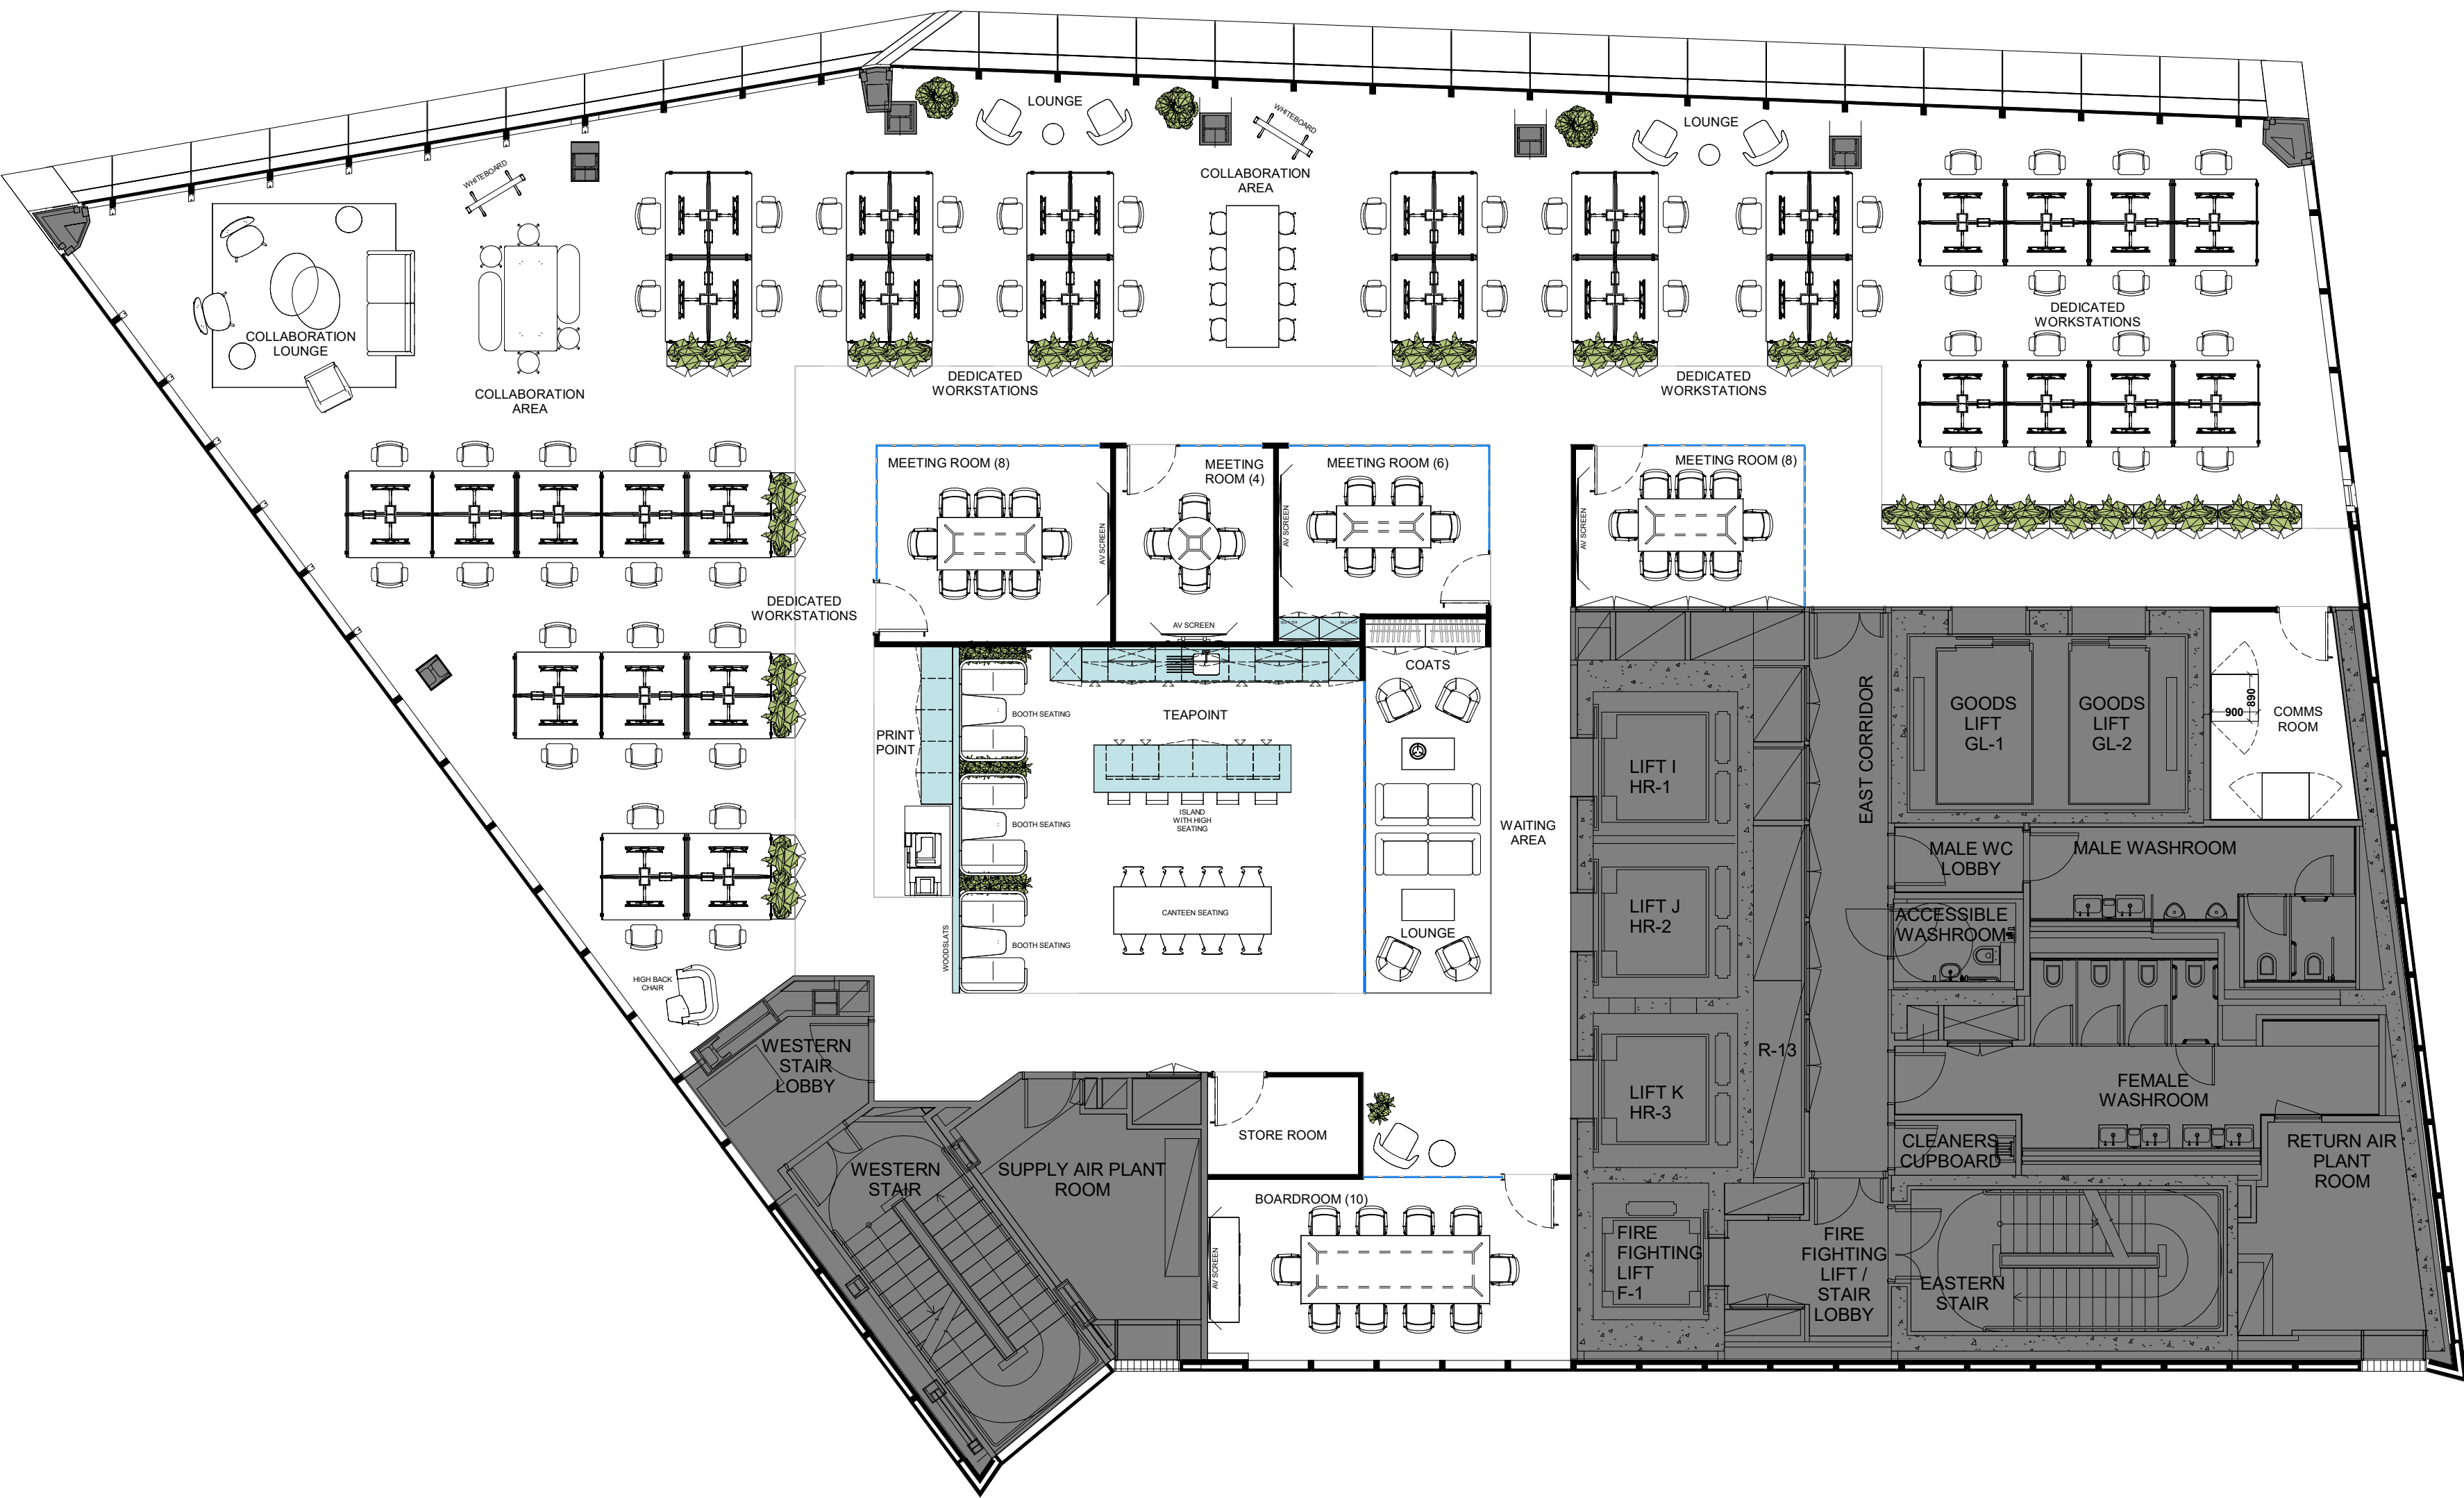 LOUNGE
WHITEBOARD
LOUNGE
WHITEBOARD
COLLABORATION
AREA
COLLABORATION
LOUNGE
DEDICATED
WORKSTATIONS
COLLABORATION
AREA
DEDICATED
WORKSTATIONS
DEDICATED
WORKSTATIONS
MEETING ROOM (8)
MEETING
ROOM (4)
MEETING ROOM (6)
MEETING ROOM (8)
AV SCREEN
AV SCREEN
AV SCREEN
AV SCREEN
DEDICATED
WORKSTATIONS
COATS
PRINT
POINT
BOOTH SEATING
TEAPOINT
EAST CORRIDOR
GOODS
LIFT
GL-1
GOODS
LIFT
GL-2
900
890
COMMS
ROOM
LIFT I
HR-1
ISLAND
WITH HIGH
SEATING
BOOTH SEATING
WAITING
AREA
MALE WC
LOBBY
MALE WASHROOM
LIFT J
HR-2
CANTEEN SEATING
ACCESSIBLE
WASHROOM
LOUNGE
BOOTH SEATING
WOODSLATS
HIGH BACK
CHAIR
WESTERN
STAIR
LOBBY
R-13
LIFT K
HR-3
FEMALE
WASHROOM
STORE ROOM
CLEANERS
CUPBOARD
RETURN AIR
PLANT
ROOM
WESTERN
STAIR
SUPPLY AIR PLANT
ROOM
BOARDROOM (10)
AV SCREEN
FIRE
FIGHTING
LIFT
F-1
FIRE
FIGHTING
LIFT /
STAIR
LOBBY
EASTERN
STAIR